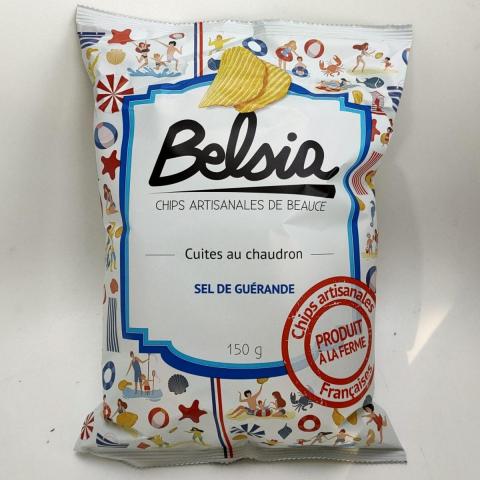 Belsia
CHIPS ARTISANALES DE BEAUCE
Cuites au chaudron
SEL DE GUÉRANDE
150 g
Chips artisanales
PRODUIT
À LA FERME
Françaises